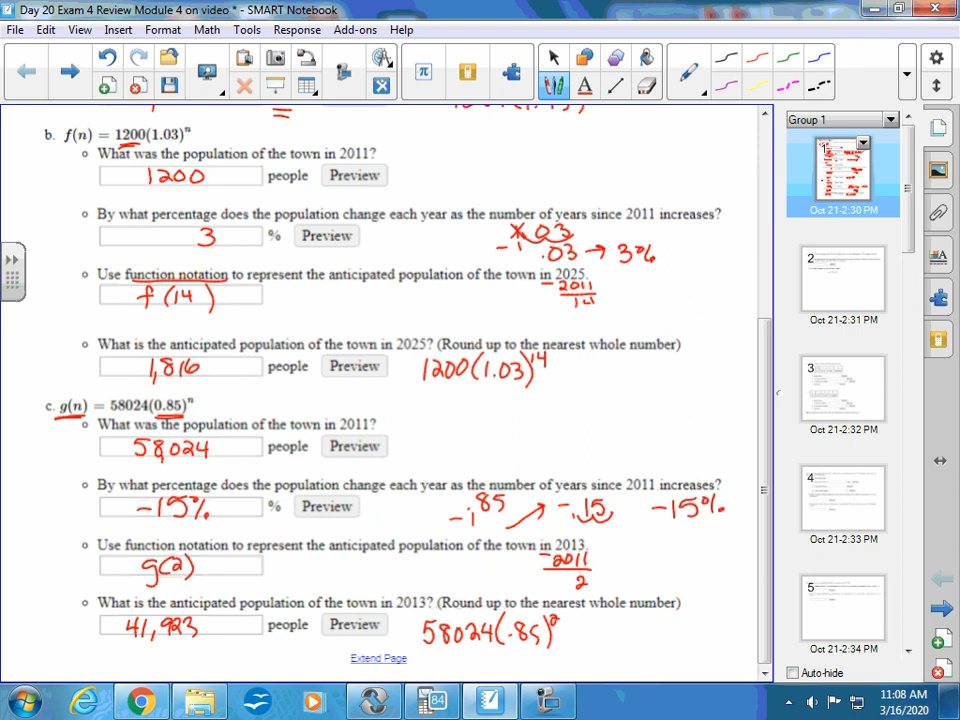 Day 20 Exam 4 Review Module 4 on video * - SMART Notebook
File Edit View Insert Format Math Tools Response Add-ons Help
b. f(n) = 1200(1.03)^n
What was the population of the town in 2011?
1200 people Preview
By what percentage does the population change each year as the number of years since 2011 increases?
3 % Preview
.03 → 3%
Use function notation to represent the anticipated population of the town in 2025.
f(14)
- 2011
14
What is the anticipated population of the town in 2025? (Round up to the nearest whole number)
1,816 people Preview 1200(1.03)^14
c. g(n) = 58024(0.85)^n
What was the population of the town in 2011?
58,024 people Preview
By what percentage does the population change each year as the number of years since 2011 increases?
-15% % Preview .85 → -.15 -15%
-1
Use function notation to represent the anticipated population of the town in 2013.
g(2)
- 2011
2
What is the anticipated population of the town in 2013? (Round up to the nearest whole number)
41,923 people Preview 58024(.85)^2
Extend Page
Group 1
1
Oct 21-2:30 PM
2
Oct 21-2:31 PM
3
Oct 21-2:32 PM
4
Oct 21-2:33 PM
5
Oct 21-2:34 PM
Auto-hide
84
11:08 AM
3/16/2020